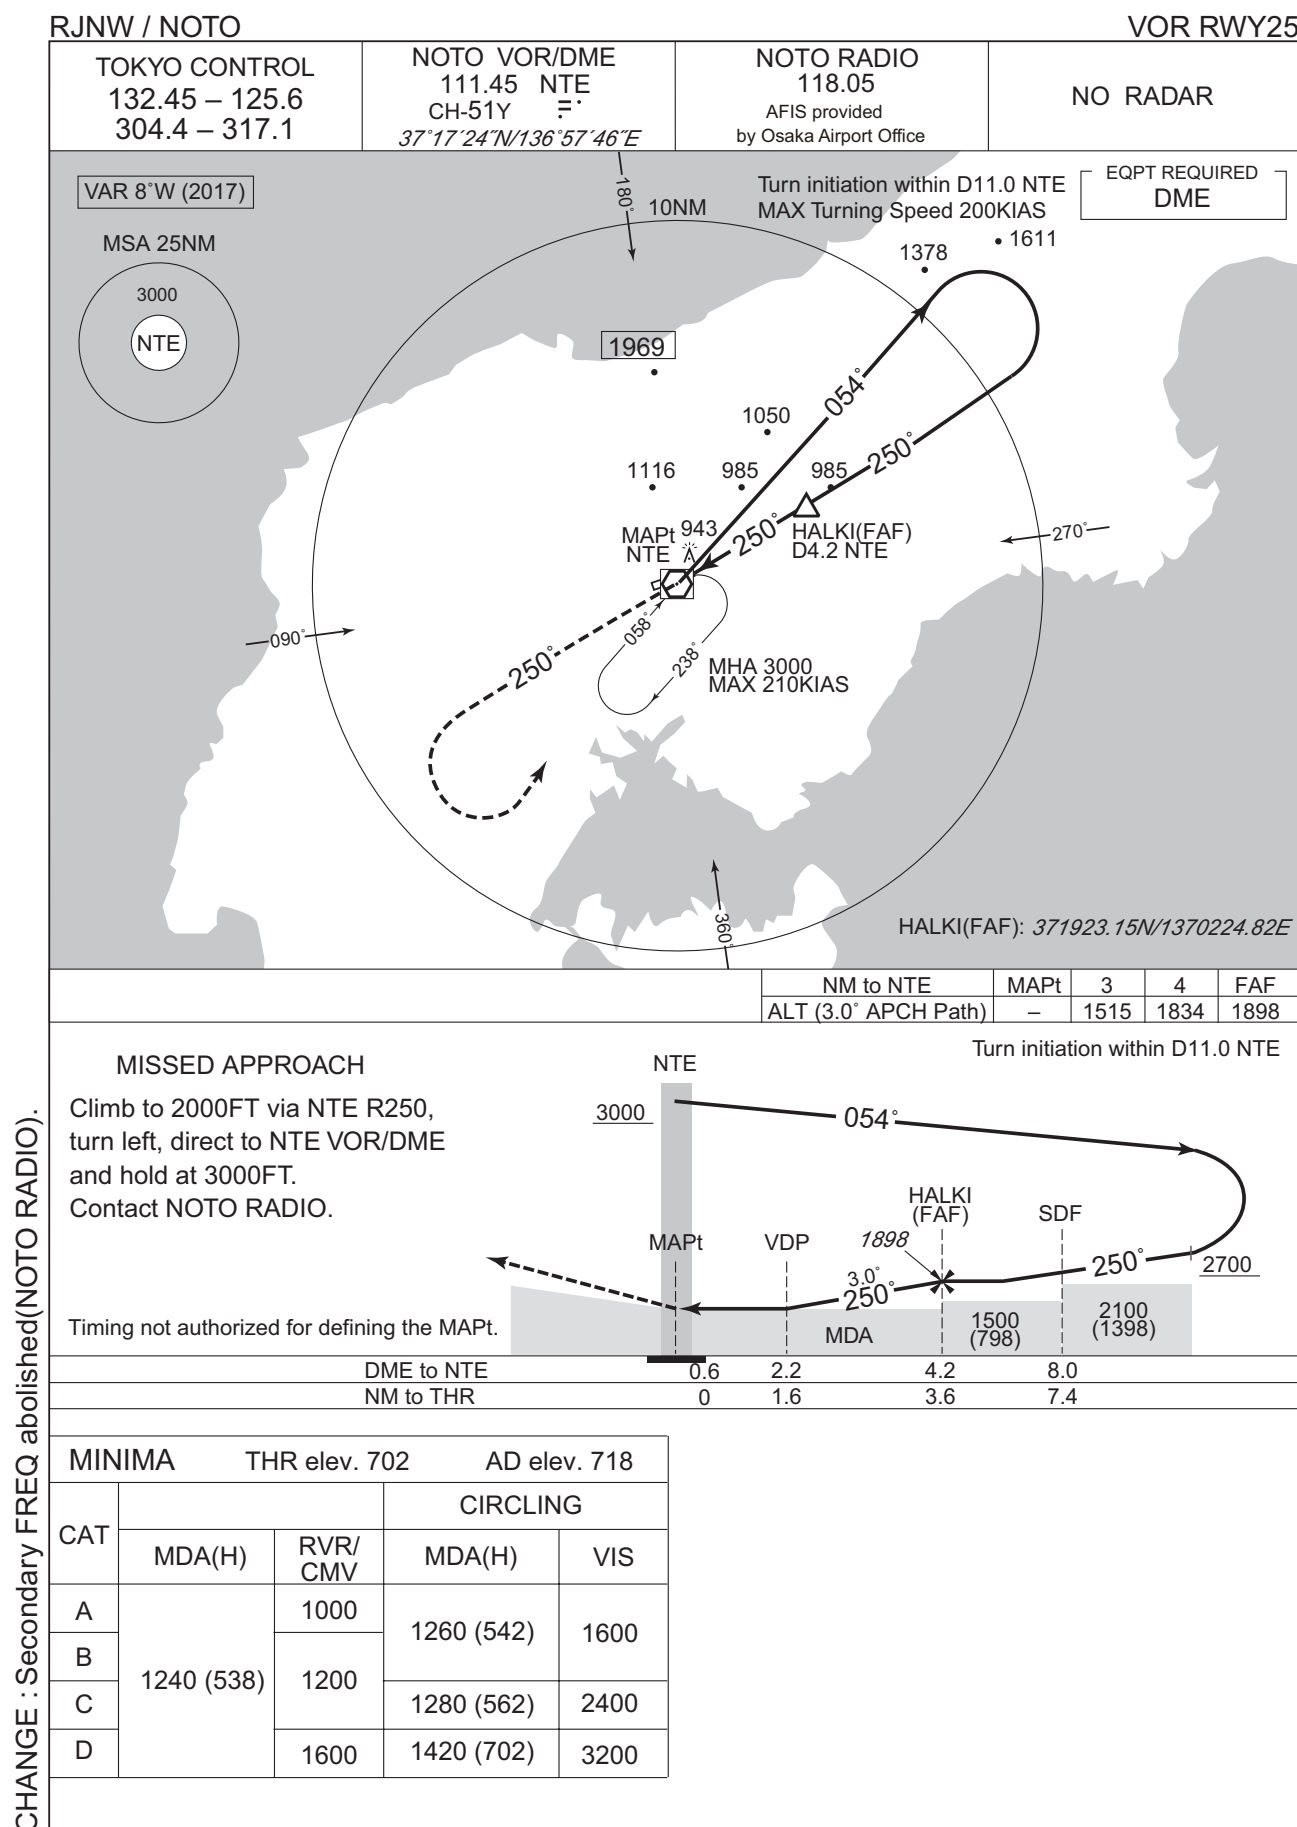 RJNW / NOTO
VOR RWY25
TOKYO CONTROL
132.45 – 125.6
304.4 – 317.1
NOTO VOR/DME
111.45 NTE
CH-51Y
37°17´24˝N/136°57´46˝E
NOTO RADIO
118.05
AFIS provided
by Osaka Airport Office
NO RADAR
VAR 8°W (2017)
MSA 25NM
3000
NTE
180°
10NM
Turn initiation within D11.0 NTE
MAX Turning Speed 200KIAS
EQPT REQUIRED
DME
1378
1611
1969
054°
1050
250°
1116
985
985
MAPt
NTE
943
250°
HALKI(FAF)
D4.2 NTE
270°
090°
058°
238°
250°
MHA 3000
MAX 210KIAS
360°
HALKI(FAF): 371923.15N/1370224.82E
NM to NTE MAPt 3 4 FAF
ALT (3.0° APCH Path) – 1515 1834 1898
Turn initiation within D11.0 NTE
MISSED APPROACH
Climb to 2000FT via NTE R250,
turn left, direct to NTE VOR/DME
and hold at 3000FT.
Contact NOTO RADIO.
NTE
3000
054°
HALKI
(FAF)
SDF
MAPt
VDP
1898
250°
2700
3.0°
250°
Timing not authorized for defining the MAPt.
MDA
1500
(798)
2100
(1398)
DME to NTE 0.6 2.2 4.2 8.0
NM to THR 0 1.6 3.6 7.4
MINIMA THR elev. 702 AD elev. 718
CAT
CIRCLING
MDA(H)
RVR/
CMV
MDA(H)
VIS
A
B
C
D
1240 (538)
1000
1200
1600
1260 (542)
1600
1280 (562)
2400
1420 (702)
3200
CHANGE : Secondary FREQ abolished(NOTO RADIO).